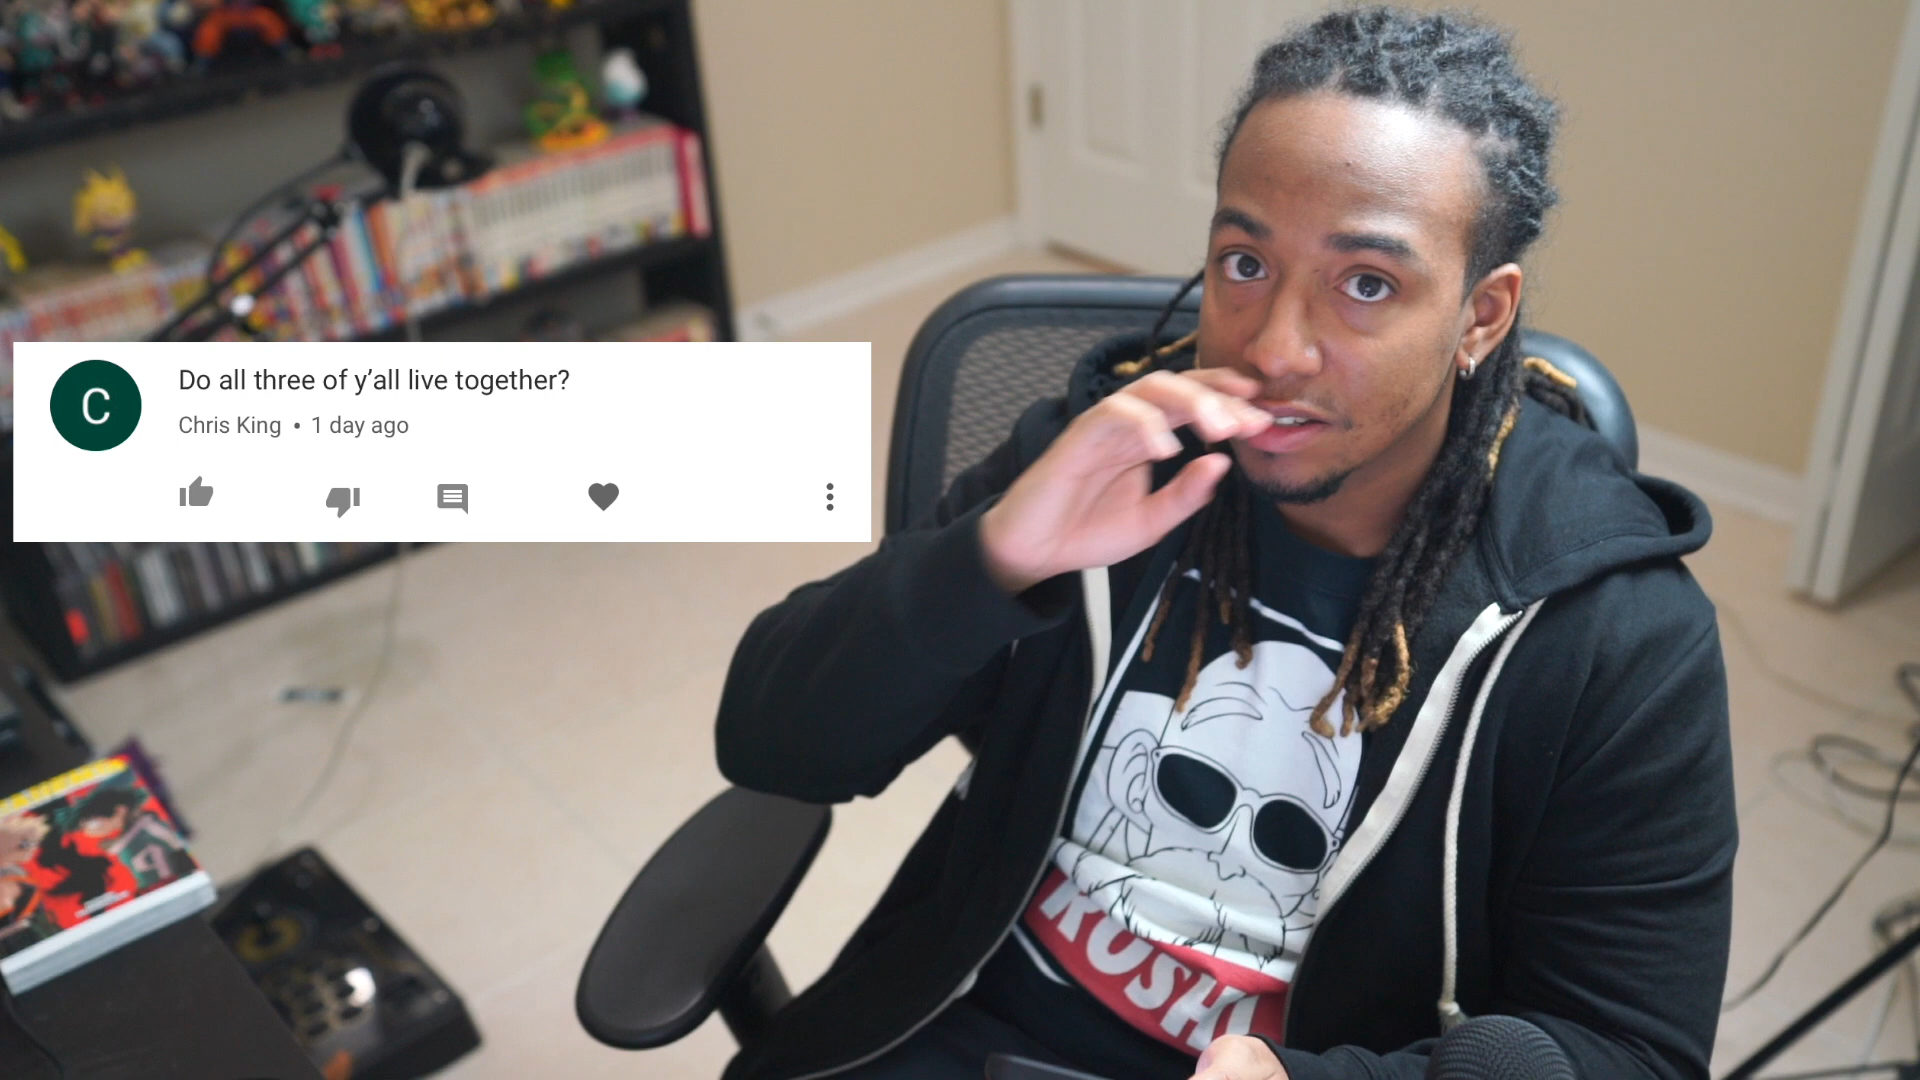 Do all three of y’all live together?
C
Chris King • 1 day ago
ROSHI